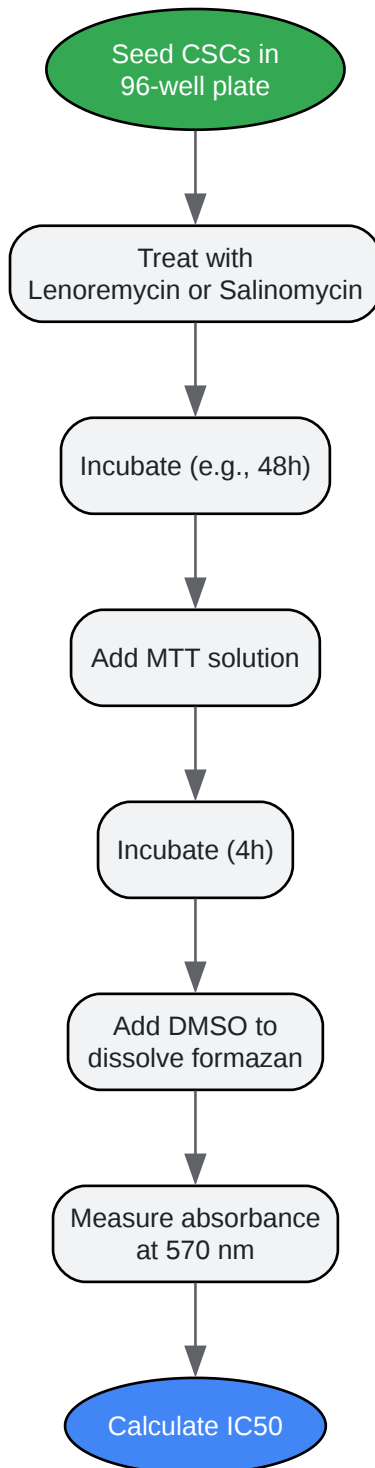 Seed CSCs in
96-well plate
Treat with
Lenoremycin or Salinomycin
Incubate (e.g., 48h)
Add MTT solution
Incubate (4h)
Add DMSO to
dissolve formazan
Measure absorbance
at 570 nm
Calculate IC50